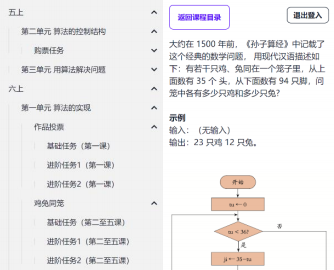 五上
第二单元 算法的控制结构
购票任务
第三单元 用算法解决问题
六上
第一单元 算法的实现
作品投票
基础任务（第一课）
进阶任务1（第一课）
进阶任务2（第一课）
鸡兔同笼
基础任务（第二至五课）
进阶任务1（第二至五课）
进阶任务2（第二至五课）
返回课程目录
退出登入
大约在 1500 年前，《孙子算经》中记载了
这个经典的数学问题， 用现代汉语描述如
下：有若干只鸡、兔同在一个笼子里，从上
面数有 35 个 头，从下面数有 94 只脚，问
笼中各有多少只鸡和多少只兔？
示例
输入：（无输入）
输出：23 只鸡 12 只兔。
开始
tu←0
tu < 36?
否
是
ji←35-tu